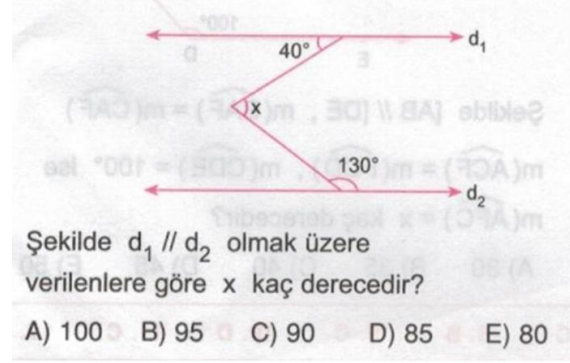 d₁
40°
x
130°
d₂
Şekilde d₁ // d₂ olmak üzere
verilenlere göre x kaç derecedir?
A) 100 B) 95 C) 90 D) 85 E) 80